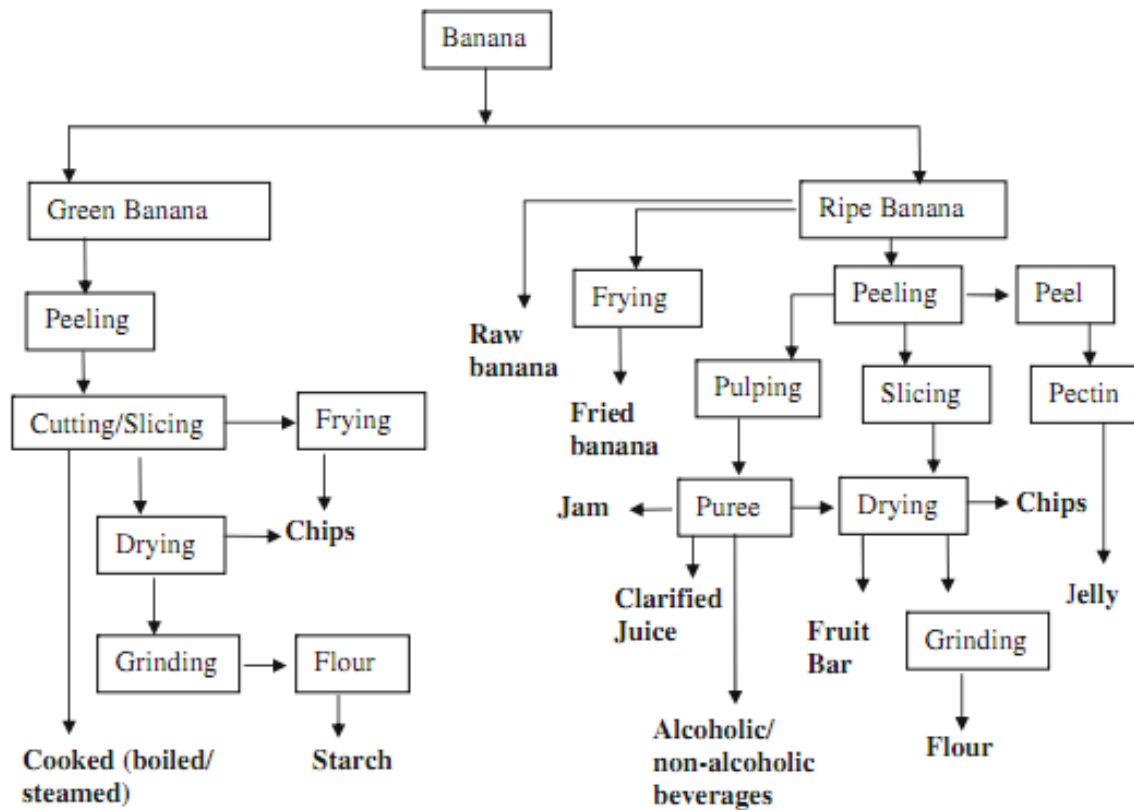 Banana
Green Banana
Ripe Banana
Peeling
Frying
Peeling
Peel
Raw
banana
Cutting/Slicing
Frying
Fried
banana
Pulping
Slicing
Pectin
Drying
Chips
Jam
Puree
Drying
Chips
Clarified
Juice
Fruit
Bar
Jelly
Grinding
Flour
Grinding
Cooked (boiled/
steamed)
Starch
Alcoholic/
non-alcoholic
beverages
Flour